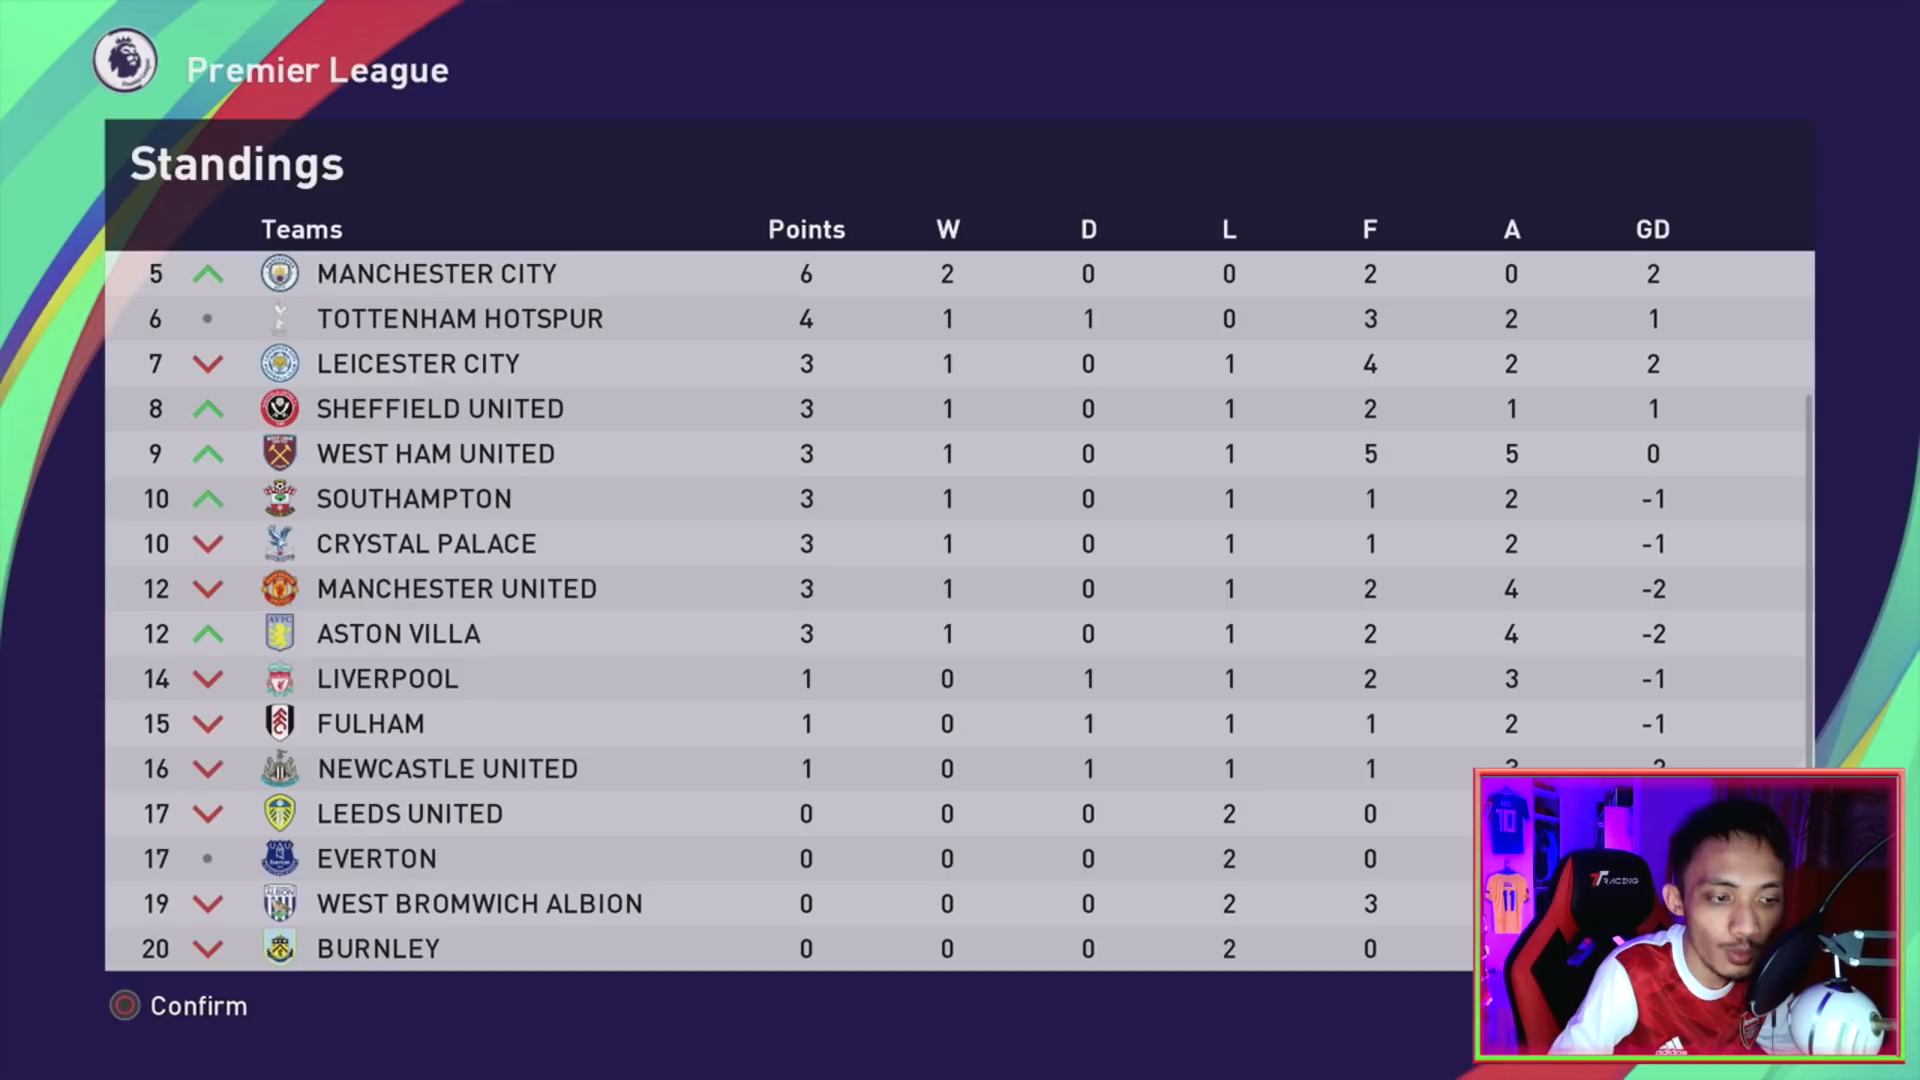 Premier League
Standings
Teams Points W D L F A GD
5 MANCHESTER CITY 6 2 0 0 2 0 2
6 TOTTENHAM HOTSPUR 4 1 1 0 3 2 1
7 LEICESTER CITY 3 1 0 1 4 2 2
8 SHEFFIELD UNITED 3 1 0 1 2 1 1
9 WEST HAM UNITED 3 1 0 1 5 5 0
10 SOUTHAMPTON 3 1 0 1 1 2 -1
10 CRYSTAL PALACE 3 1 0 1 1 2 -1
12 MANCHESTER UNITED 3 1 0 1 2 4 -2
12 ASTON VILLA 3 1 0 1 2 4 -2
14 LIVERPOOL 1 0 1 1 2 3 -1
15 FULHAM 1 0 1 1 1 2 -1
16 NEWCASTLE UNITED 1 0 1 1 1
17 LEEDS UNITED 0 0 0 2 0
17 EVERTON 0 0 0 2 0
19 WEST BROMWICH ALBION 0 0 0 2 3
20 BURNLEY 0 0 0 2 0
Confirm
10
TTRACING
11
adidas